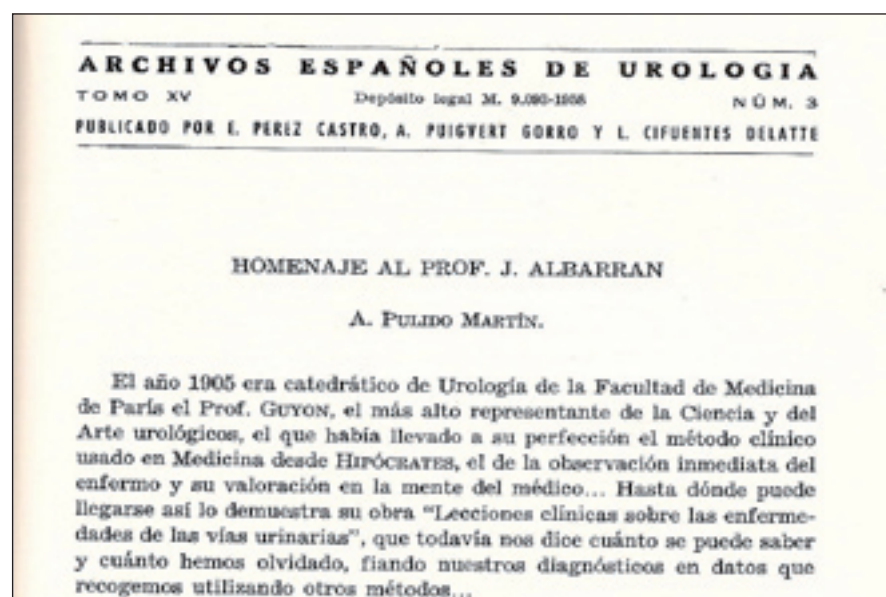 ARCHIVOS ESPAÑOLES DE UROLOGIA
TOMO XV Depósito legal M. 9.093-1958 NÚM. 3
PUBLICADO POR E. PEREZ CASTRO, A. PUIGVERT GORRO Y L. CIFUENTES DELATTE
HOMENAJE AL PROF. J. ALBARRAN
A. PULIDO MARTÍN.
El año 1905 era catedrático de Urología de la Facultad de Medicina
de París el Prof. GUYON, el más alto representante de la Ciencia y del
Arte urológicos, el que había llevado a su perfección el método clínico
usado en Medicina desde HIPÓCRATES, el de la observación inmediata del
enfermo y su valoración en la mente del médico... Hasta dónde puede
llegarse así lo demuestra su obra "Lecciones clínicas sobre las enferme-
dades de las vías urinarias", que todavía nos dice cuánto se puede saber
y cuánto hemos olvidado, fiando nuestros diagnósticos en datos que
recogemos utilizando otros métodos...